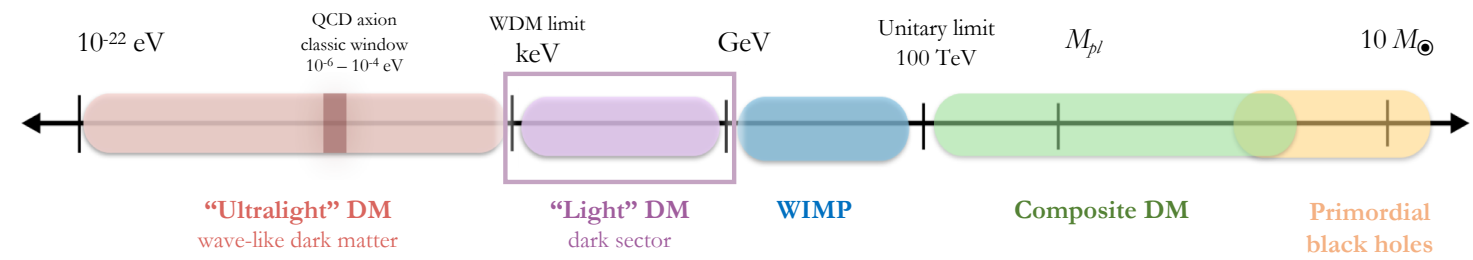 10-22 eV
QCD axion
classic window
10-6 – 10-4 eV
WDM limit
keV
GeV
Unitary limit
100 TeV
Mpl
10 M☉
“Ultralight” DM
wave-like dark matter
“Light” DM
dark sector
WIMP
Composite DM
Primordial
black holes